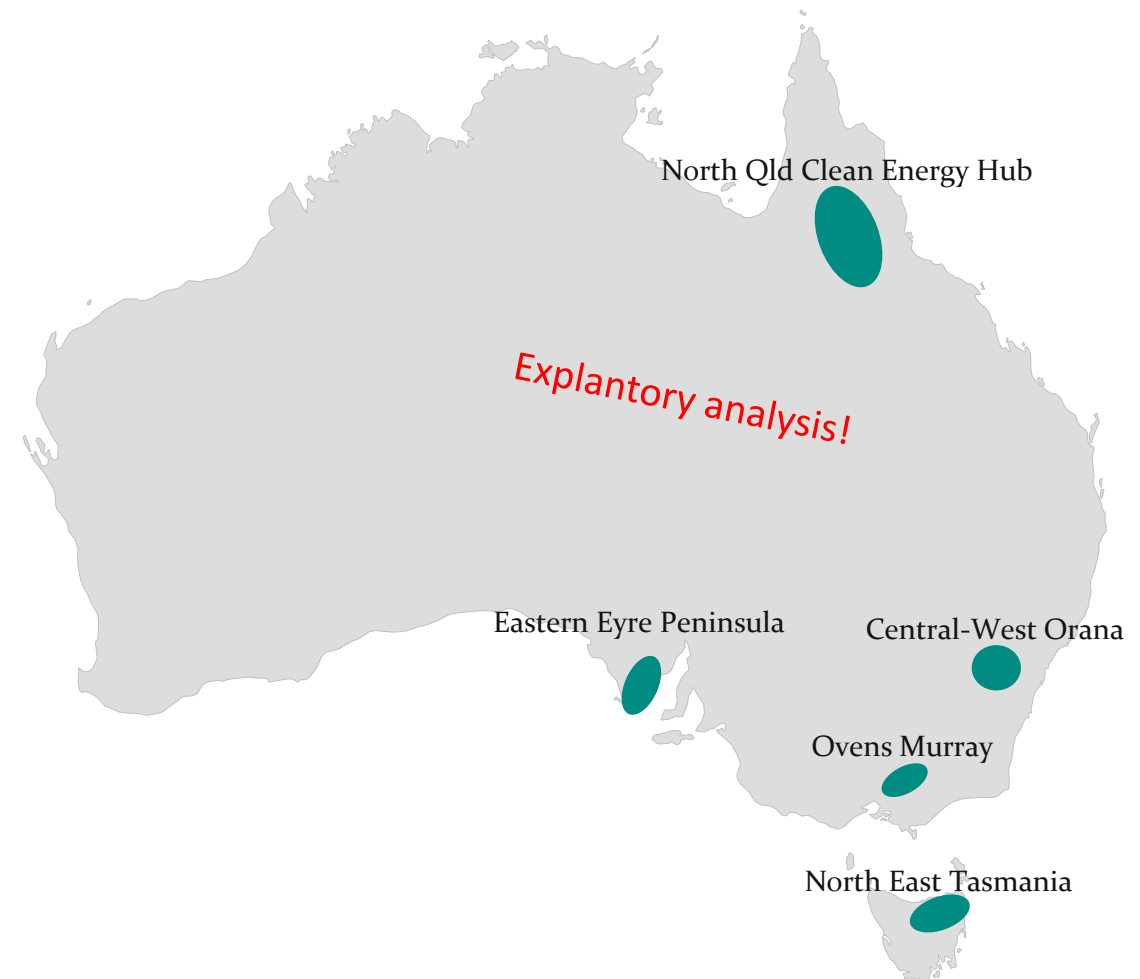 North Qld Clean Energy Hub
Explantory analysis!
Eastern Eyre Peninsula
Central-West Orana
Ovens Murray
North East Tasmania